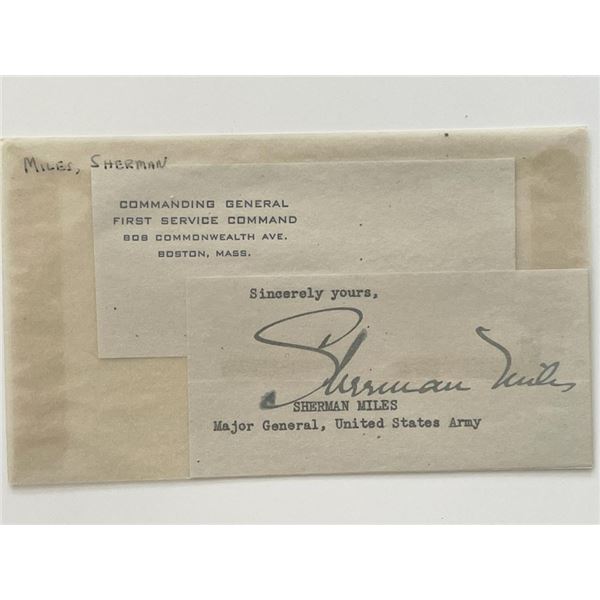 MILES, SHERMAN
COMMANDING GENERAL
FIRST SERVICE COMMAND
808 COMMONWEALTH AVE.
BOSTON, MASS.
Sincerely yours,
Sherman Miles
SHERMAN MILES
Major General, United States Army